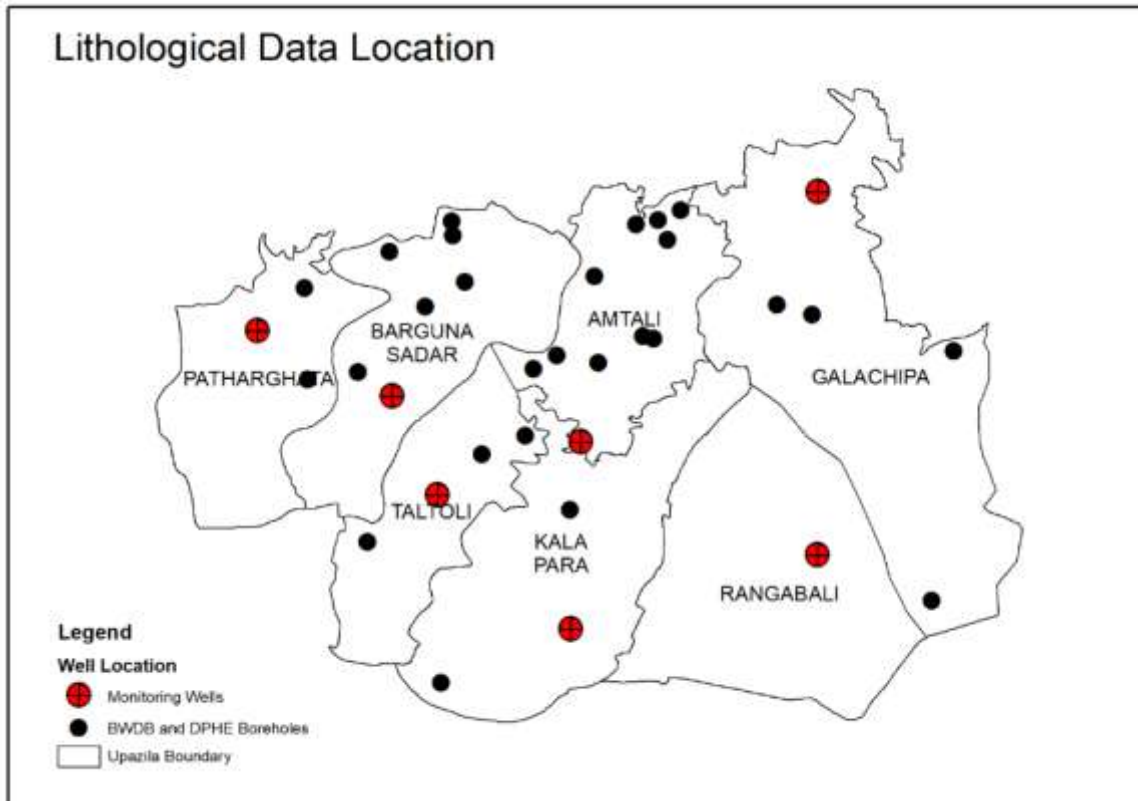 Lithological Data Location
BARGUNA
SADAR
AMTALI
PATHARGHATA
GALACHIPA
TALTOLI
KALA
PARA
RANGABALI
Legend
Well Location
Monitoring Wells
BWDB and DPHE Boreholes
Upazila Boundary